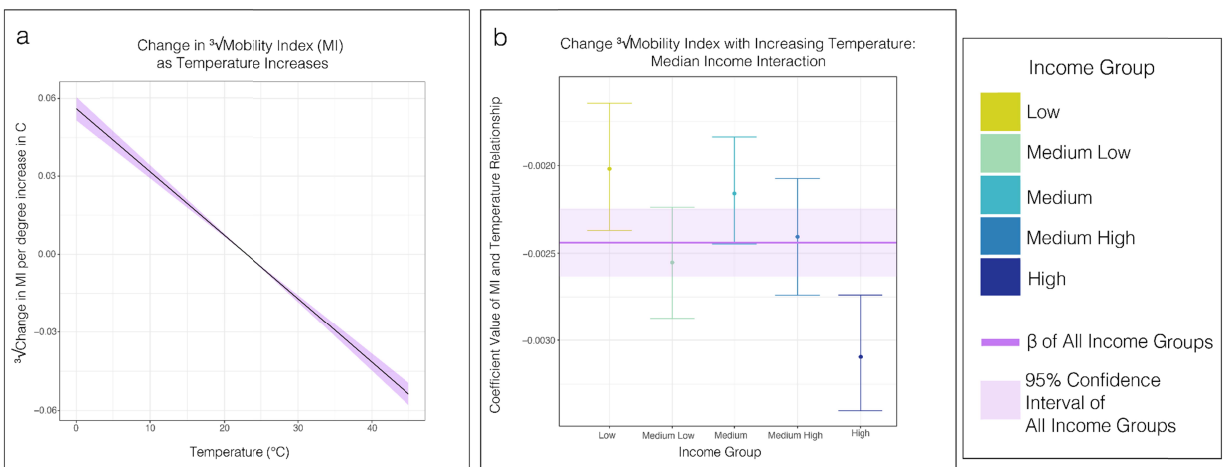 a
Change in ³√Mobility Index (MI)
as Temperature Increases
³√Change in MI per degree increase in C
0.06
0.03
0.00
−0.03
−0.06
0
10
20
30
40
Temperature (°C)
b
Change ³√Mobility Index with Increasing Temperature:
Median Income Interaction
Coefficient Value of MI and Temperature Relationship
−0.0020
−0.0025
−0.0030
Low
Medium Low
Medium
Medium High
High
Income Group
Income Group
Low
Medium Low
Medium
Medium High
High
β of All Income Groups
95% Confidence
Interval of
All Income Groups